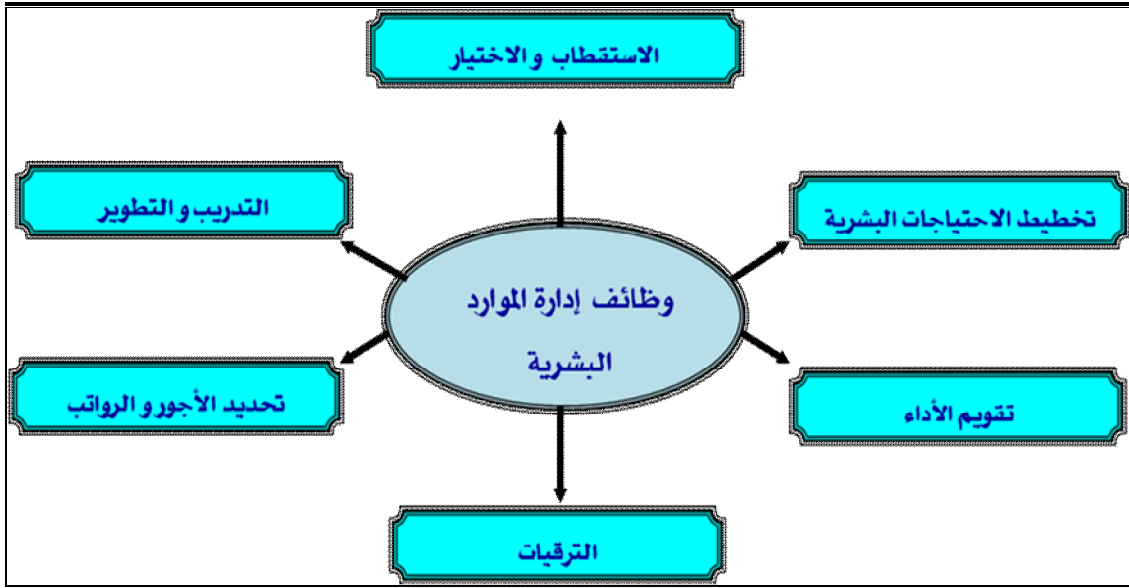 الاستقطاب و الاختيار
تخطيط الاحتياجات البشرية
التدريب و التطوير
وظائف إدارة الموارد
البشرية
تقويم الأداء
تحديد الأجور و الرواتب
الترقيات